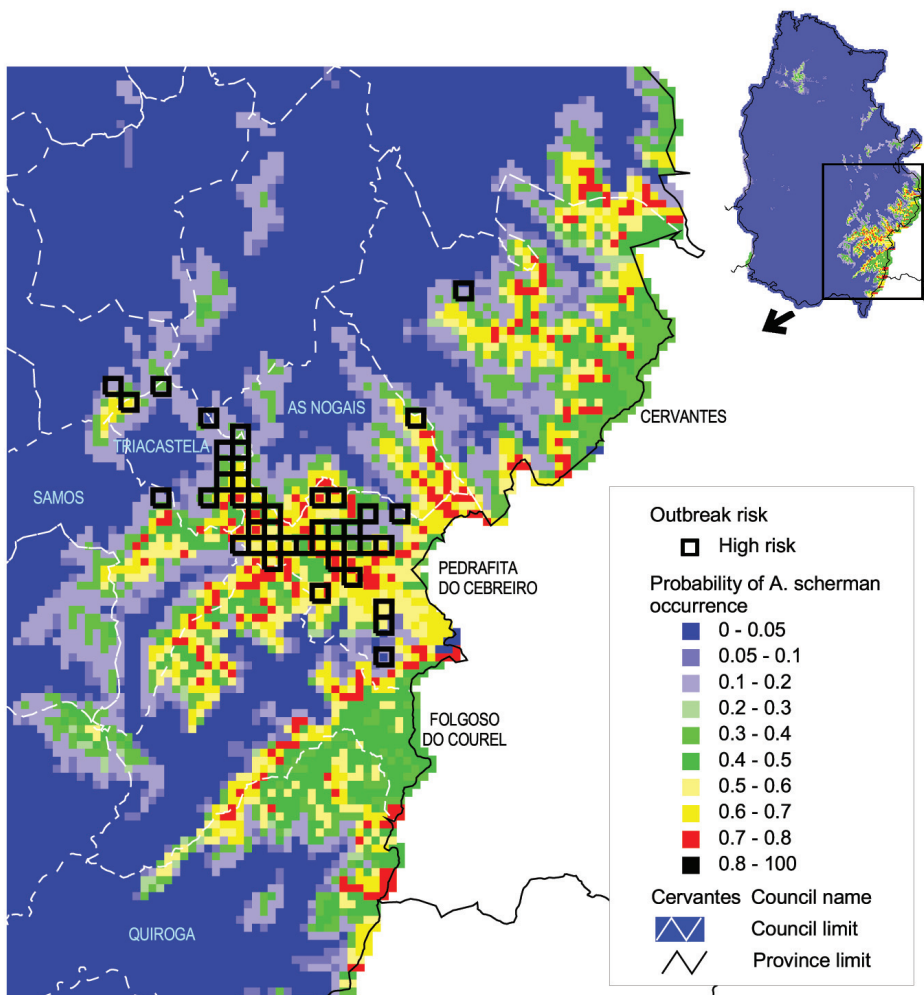 AS NOGAIS
CERVANTES
TRIACASTELA
SAMOS
PEDRAFITA
DO CEBREIRO
FOLGOSO
DO COUREL
QUIROGA
Outbreak risk
High risk
Probability of A. scherman
occurrence
0 - 0.05
0.05 - 0.1
0.1 - 0.2
0.2 - 0.3
0.3 - 0.4
0.4 - 0.5
0.5 - 0.6
0.6 - 0.7
0.7 - 0.8
0.8 - 100
Cervantes Council name
Council limit
Province limit